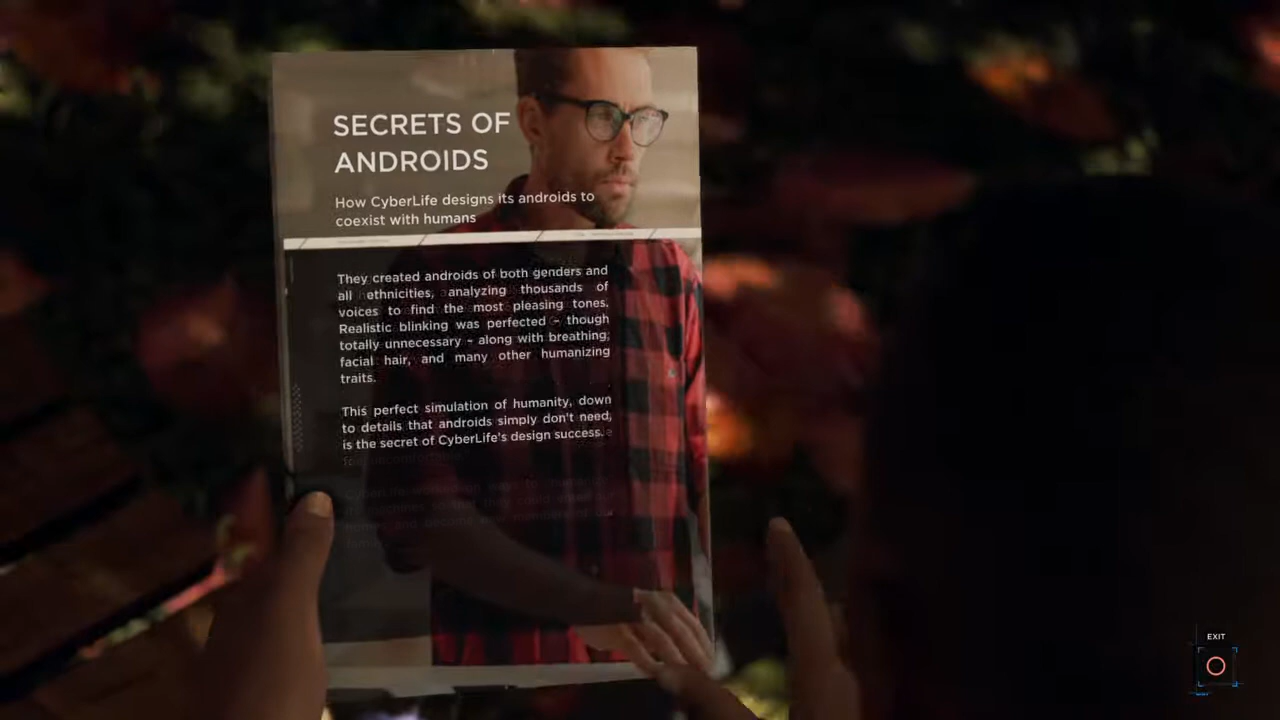 SECRETS OF
ANDROIDS
How CyberLife designs its androids to
coexist with humans
They created androids of both genders and
all ethnicities, analyzing thousands of
voices to find the most pleasing tones.
Realistic blinking was perfected – though
totally unnecessary – along with breathing,
facial hair, and many other humanizing
traits.
This perfect simulation of humanity, down
to details that androids simply don't need,
is the secret of CyberLife's design success.
EXIT